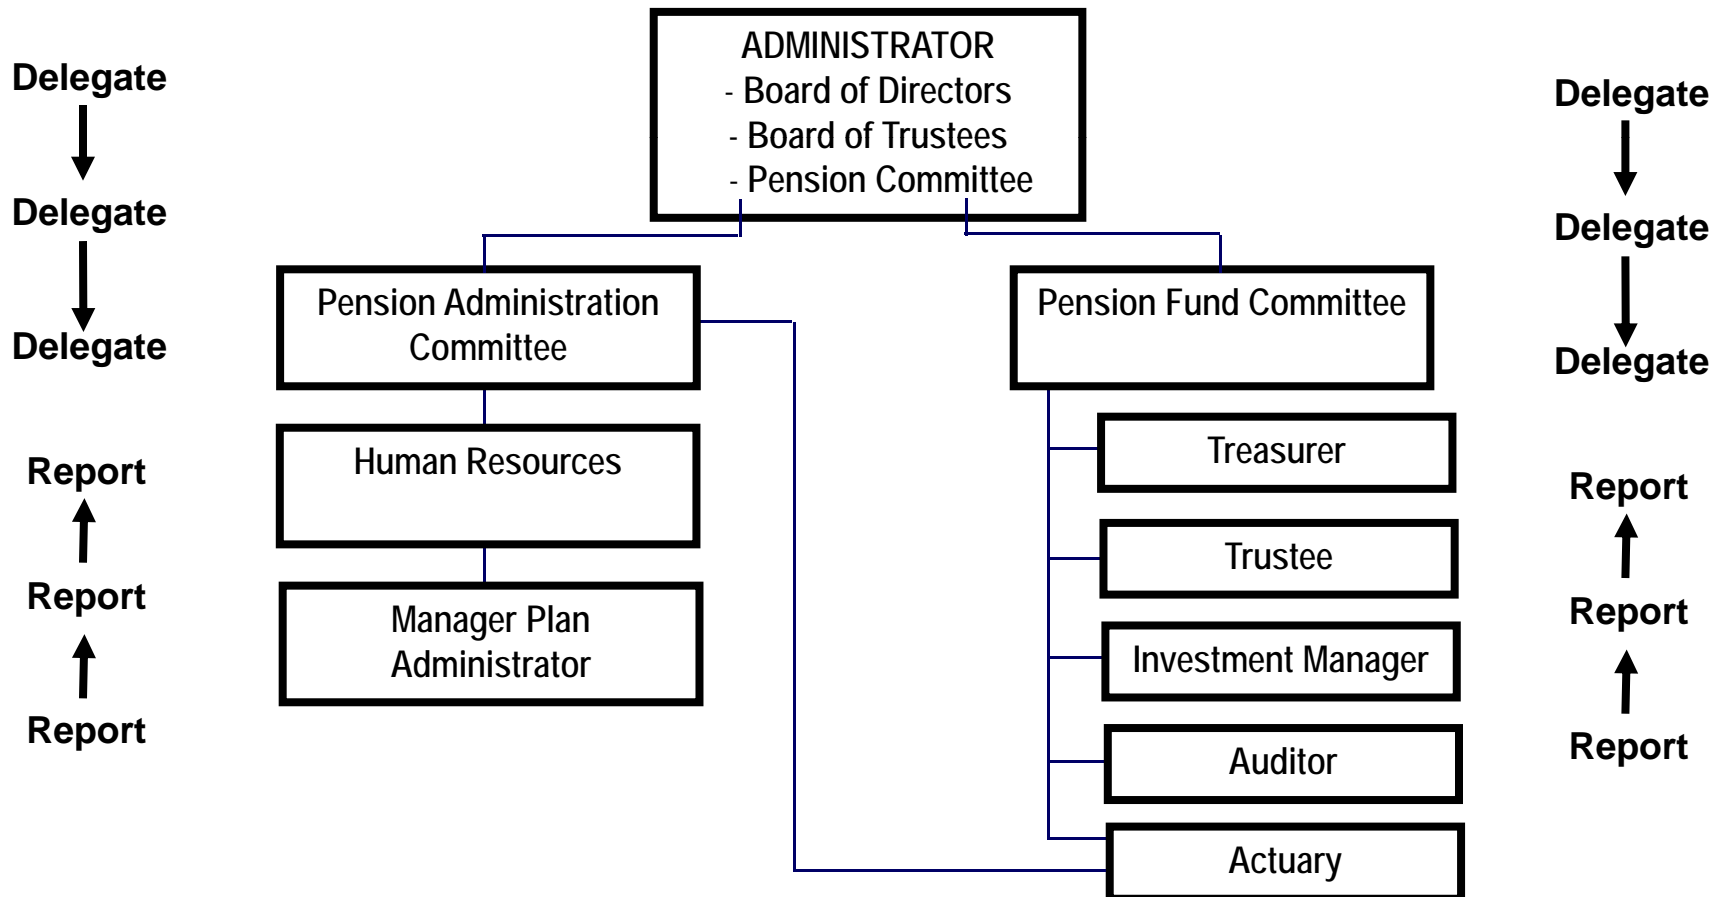 ADMINISTRATOR
- Board of Directors
- Board of Trustees
- Pension Committee
Delegate
Delegate
Delegate
Report
Report
Report
Pension Administration
Committee
Human Resources
Manager Plan
Administrator
Pension Fund Committee
Treasurer
Trustee
Investment Manager
Auditor
Actuary
Delegate
Delegate
Delegate
Report
Report
Report